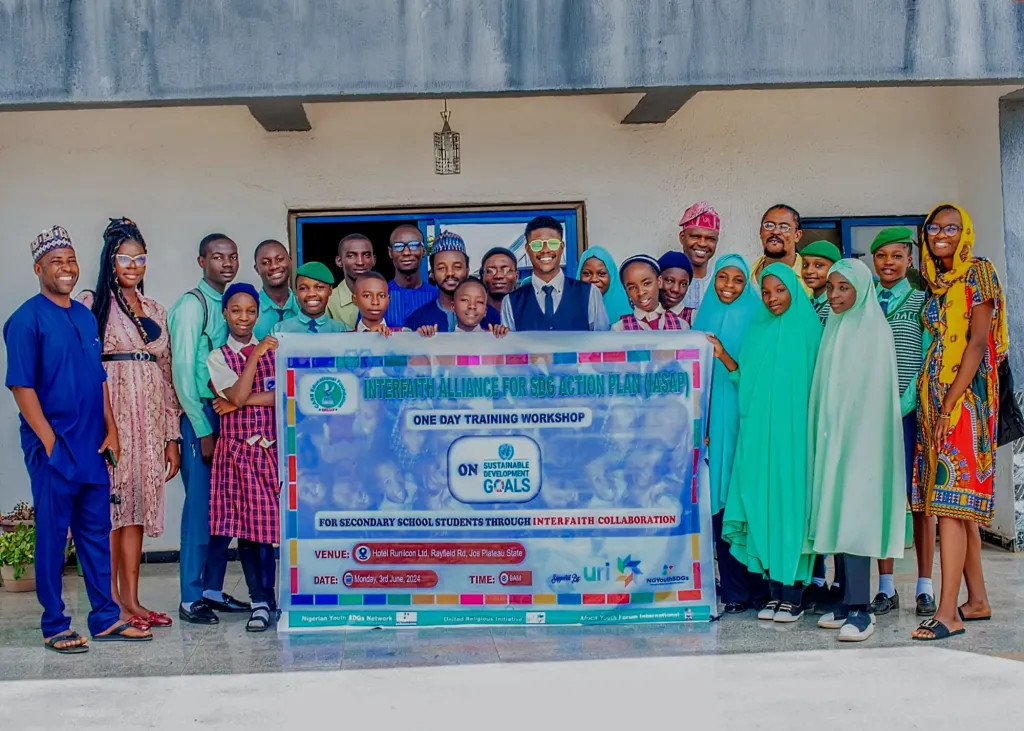 INTERFAITH ALLIANCE FOR SDG ACTION PLAN (IASAP)
ONE DAY TRAINING WORKSHOP
ON SUSTAINABLE DEVELOPMENT GOALS
FOR SECONDARY SCHOOL STUDENTS THROUGH INTERFAITH COLLABORATION
VENUE: Hotel Runilcon Ltd, Rayfield Rd, Jos Plateau State
DATE: Monday, 3rd June, 2024 TIME: 9AM
uri NGYouthSDGs
Nigerian Youth SDGs Network United Religious Initiative Africa Youth Forum International